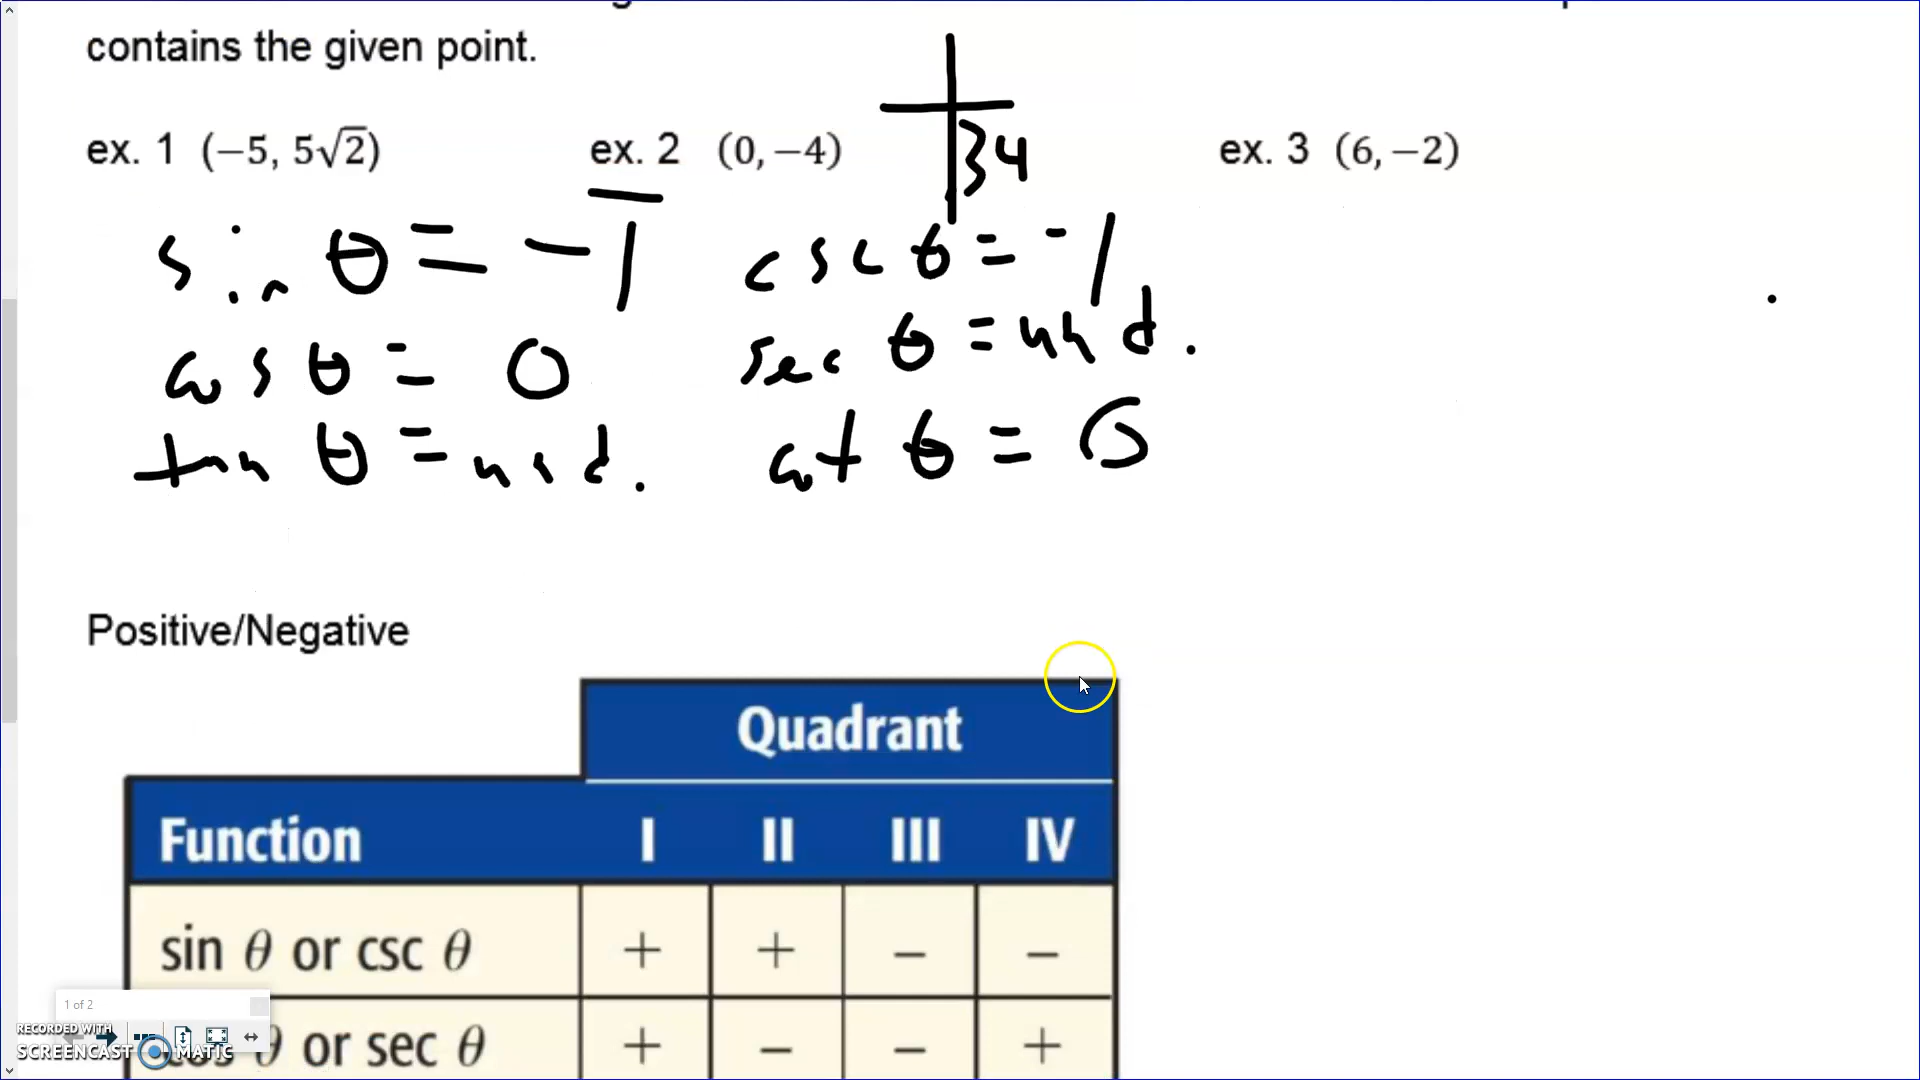 contains the given point.
ex. 1 (−5, 5√2)
ex. 2 (0, −4)
}4
ex. 3 (6, −2)
sin θ = −1
csc θ = -1
cos θ = 0
sec θ = und.
tan θ = und.
cot θ = 0
Positive/Negative
Quadrant
Function I II III IV
sin θ or csc θ + + − −
θ or sec θ + − − +
1 of 2
RECORDED WITH
SCREENCAST MATIC